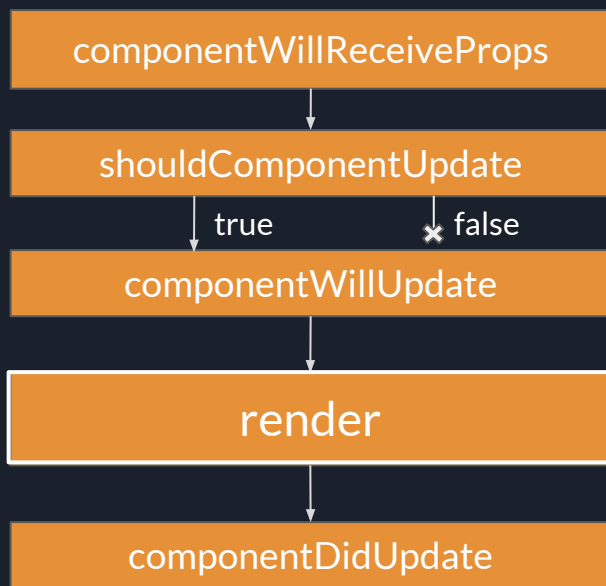 componentWillReceiveProps
shouldComponentUpdate
true false
componentWillUpdate
render
componentDidUpdate